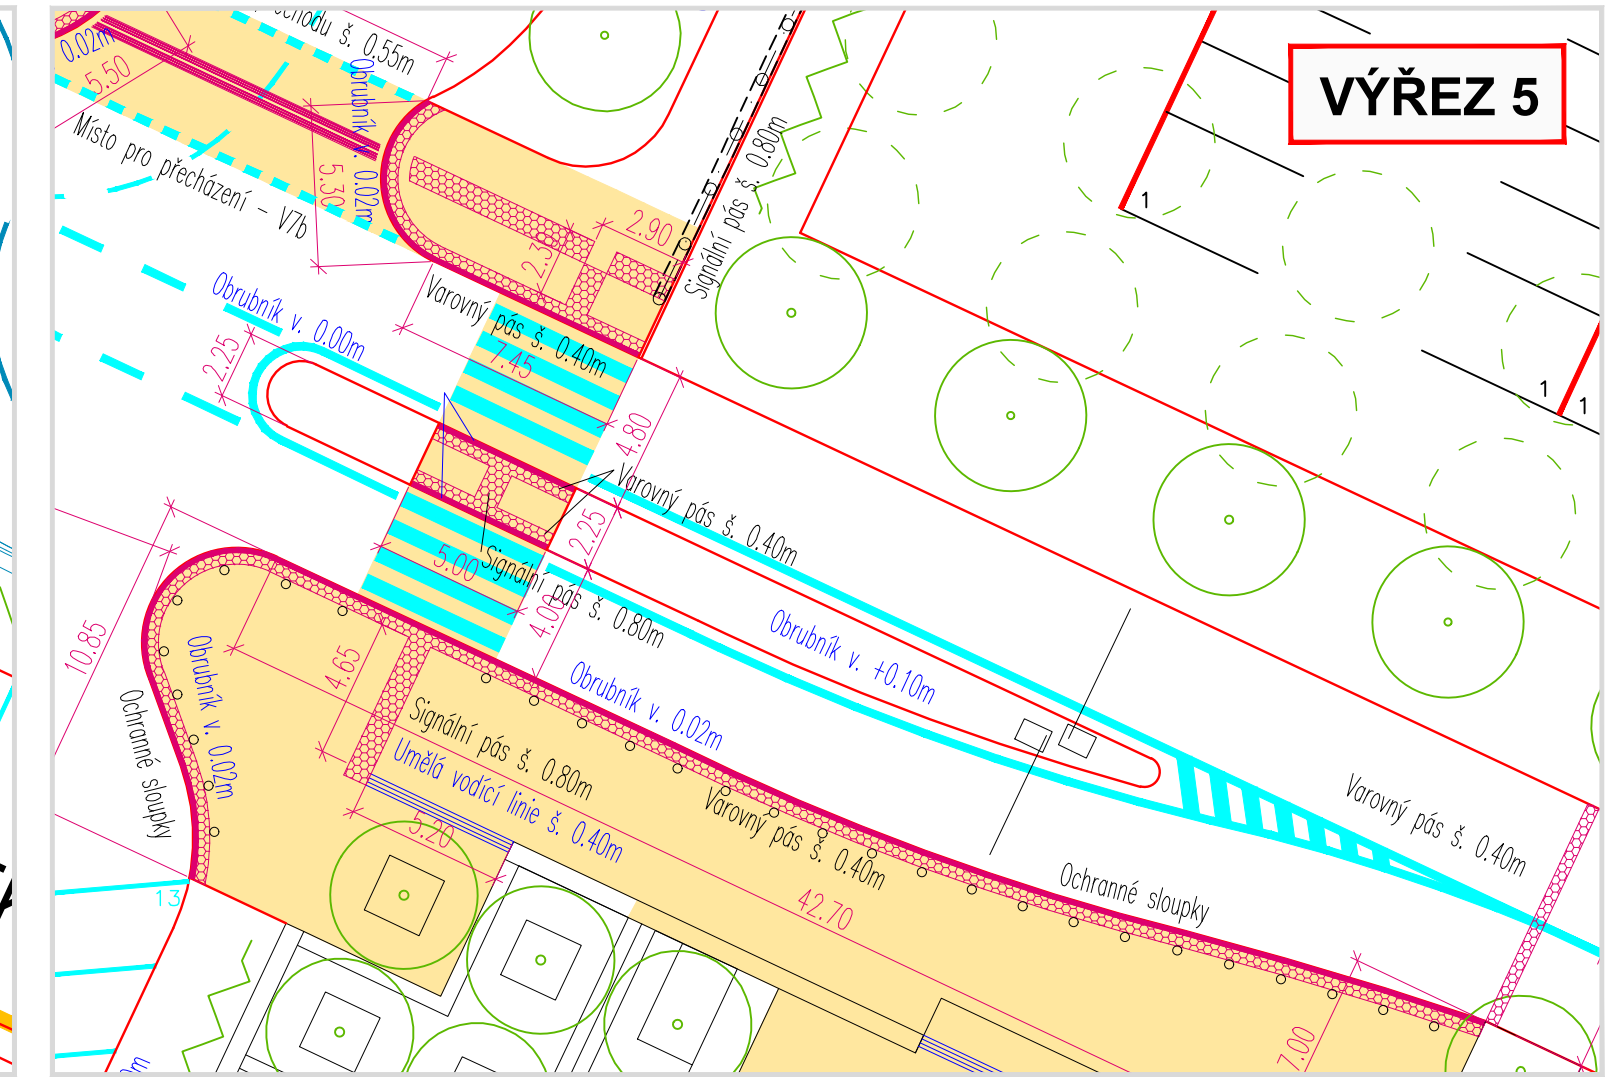 VÝŘEZ 5
chodu š. 0.55m
0.02m
5.50
Obrubník v. 0.02m
5.30
Místo pro přecházení – V7b
Signální pás š. 0.80m
2.90
2.30
1
Obrubník v. 0.00m
Varovný pás š. 0.40m
7.45
2.25
4.80
1
1
Varovný pás š. 0.40m
2.25
5.00
Signální pás š. 0.80m
4.00
Obrubník v. +0.10m
10.85
Obrubník v. 0.02m
4.65
Obrubník v. 0.02m
Ochranné sloupky
Signální pás š. 0.80m
Umělá vodící linie š. 0.40m
5.20
Varovný pás š. 0.40m
Varovný pás š. 0.40m
Ochranné sloupky
42.70
13
7.00